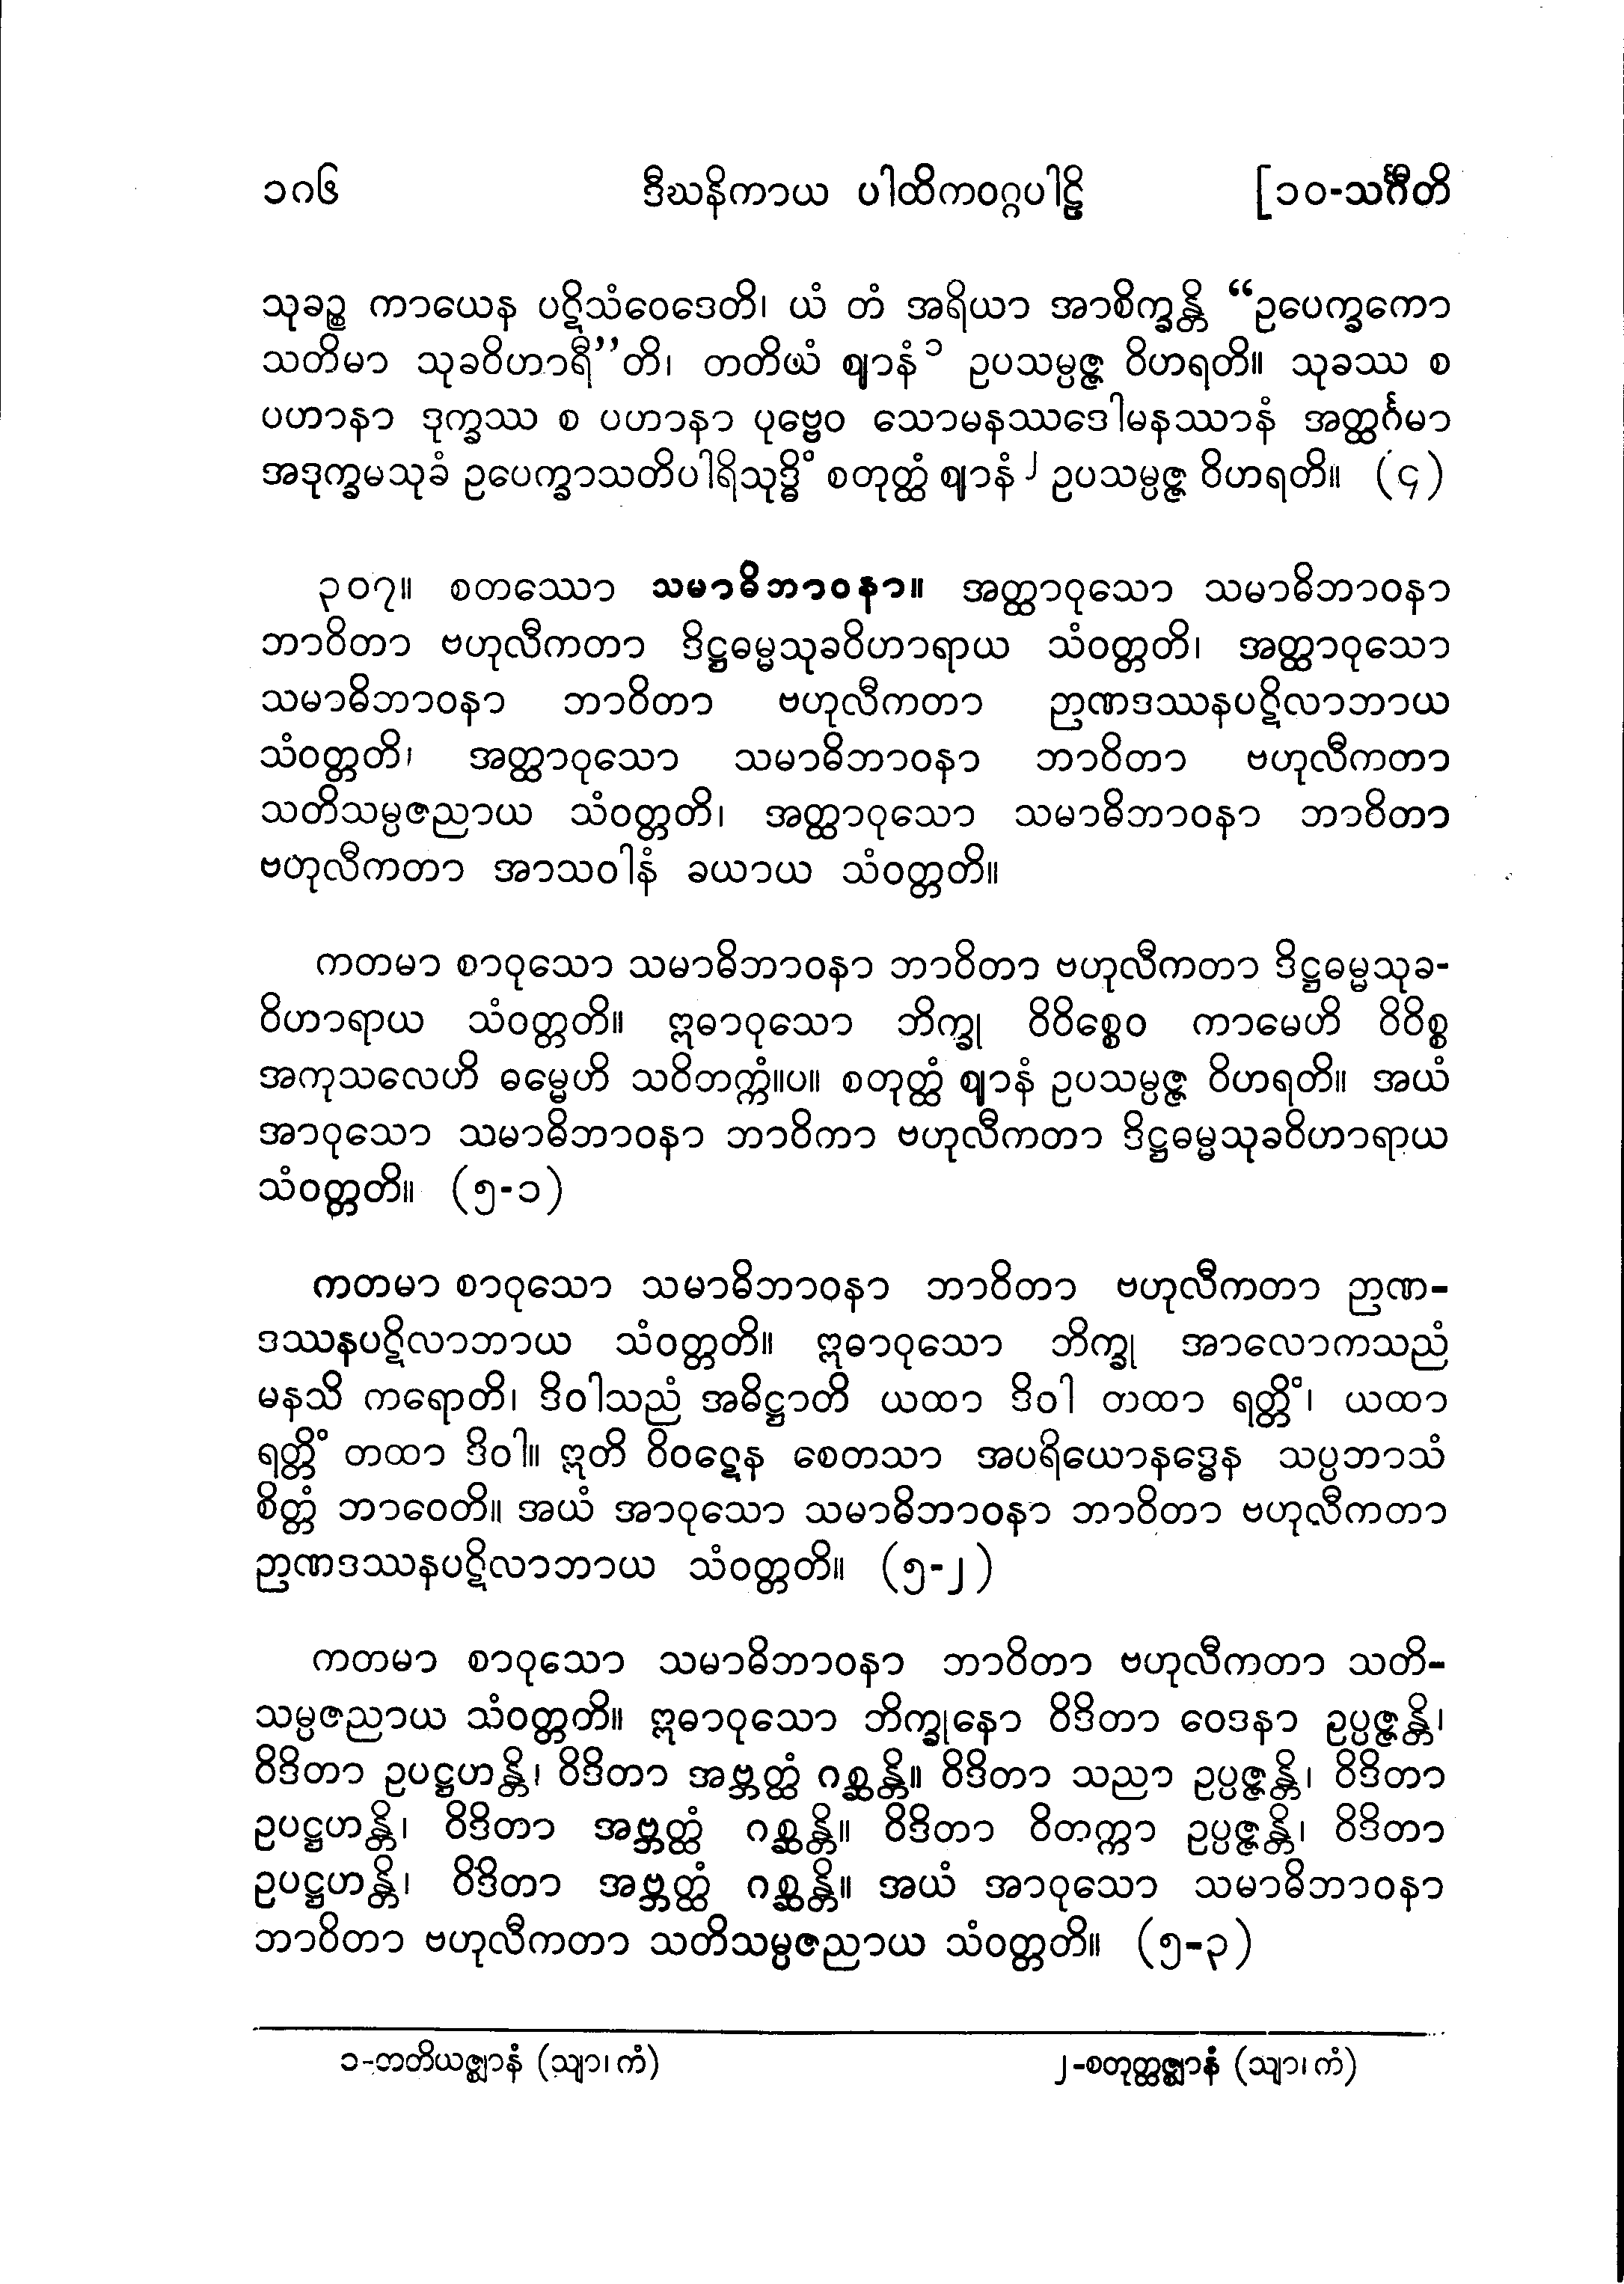 ၁၈၆ ဒီဃနိကာယ ပါထိကဝဂ္ဂပါဠိ [၁၀-သင်္ဂီတိ
သုခဉ္စ ကာယေန ပဋိသံဝေဒေတိ၊ ယံ တံ အရိယာ အာစိက္ခန္တိ “ဥပေက္ခကော
သတိမာ သုခဝိဟာရီ”တိ၊ တတိယံ ဈာနံ၁ ဥပသမ္ပဇ္ဇ ဝိဟရတိ။ သုခဿ စ
ပဟာနာ ဒုက္ခဿ စ ပဟာနာ ပုဗ္ဗေဝ သောမနဿဒေါမနဿာနံ အတ္ထင်္ဂမာ
အဒုက္ခမသုခံ ဥပေက္ခာသတိပါရိသုဒ္ဓိံ စတုတ္ထံ ဈာနံ၂ ဥပသမ္ပဇ္ဇ ဝိဟရတိ။ (၄)
၃၀၇။ စတဿော သမာဓိဘာဝနာ။ အတ္ထာဝုသော သမာဓိဘာဝနာ
ဘာဝိတာ ဗဟုလီကတာ ဒိဋ္ဌဓမ္မသုခဝိဟာရာယ သံဝတ္တတိ၊ အတ္ထာဝုသော
သမာဓိဘာဝနာ ဘာဝိတာ ဗဟုလီကတာ ဉာဏဒဿနပဋိလာဘာယ
သံဝတ္တတိ၊ အတ္ထာဝုသော သမာဓိဘာဝနာ ဘာဝိတာ ဗဟုလီကတာ
သတိသမ္ပဇညာယ သံဝတ္တတိ၊ အတ္ထာဝုသော သမာဓိဘာဝနာ ဘာဝိတာ
ဗဟုလီကတာ အာသဝါနံ ခယာယ သံဝတ္တတိ။
ကတမာ စာဝုသော သမာဓိဘာဝနာ ဘာဝိတာ ဗဟုလီကတာ ဒိဋ္ဌဓမ္မသုခ-
ဝိဟာရာယ သံဝတ္တတိ။ ဣဓာဝုသော ဘိက္ခု ဝိဝိစ္စေဝ ကာမေဟိ ဝိဝိစ္စ
အကုသလေဟိ ဓမ္မေဟိ သဝိတက္ကံ။ပ။ စတုတ္ထံ ဈာနံ ဥပသမ္ပဇ္ဇ ဝိဟရတိ။ အယံ
အာဝုသော သမာဓိဘာဝနာ ဘာဝိကာ ဗဟုလီကတာ ဒိဋ္ဌဓမ္မသုခဝိဟာရာယ
သံဝတ္တတိ။ (၅-၁)
ကတမာ စာဝုသော သမာဓိဘာဝနာ ဘာဝိတာ ဗဟုလီကတာ ဉာဏ-
ဒဿနပဋိလာဘာယ သံဝတ္တတိ။ ဣဓာဝုသော ဘိက္ခု အာလောကသညံ
မနသိ ကရောတိ၊ ဒိဝါသညံ အဓိဋ္ဌာတိ ယထာ ဒိဝါ တထာ ရတ္တိံ၊ ယထာ
ရတ္တိံ တထာ ဒိဝါ။ ဣတိ ဝိဝဋေန စေတသာ အပရိယောနဒ္ဓေန သပ္ပဘာသံ
စိတ္တံ ဘာဝေတိ။ အယံ အာဝုသော သမာဓိဘာဝနာ ဘာဝိတာ ဗဟုလီကတာ
ဉာဏဒဿနပဋိလာဘာယ သံဝတ္တတိ။ (၅-၂)
ကတမာ စာဝုသော သမာဓိဘာဝနာ ဘာဝိတာ ဗဟုလီကတာ သတိ-
သမ္ပဇညာယ သံဝတ္တတိ။ ဣဓာဝုသော ဘိက္ခုနော ဝိဒိတာ ဝေဒနာ ဥပ္ပဇ္ဇန္တိ၊
ဝိဒိတာ ဥပဋ္ဌဟန္တိ၊ ဝိဒိတာ အဗ္ဘတ္ထံ ဂစ္ဆန္တိ။ ဝိဒိတာ သညာ ဥပ္ပဇ္ဇန္တိ၊ ဝိဒိတာ
ဥပဋ္ဌဟန္တိ၊ ဝိဒိတာ အဗ္ဘတ္ထံ ဂစ္ဆန္တိ။ ဝိဒိတာ ဝိတက္ကာ ဥပ္ပဇ္ဇန္တိ၊ ဝိဒိတာ
ဥပဋ္ဌဟန္တိ၊ ဝိဒိတာ အဗ္ဘတ္ထံ ဂစ္ဆန္တိ။ အယံ အာဝုသော သမာဓိဘာဝနာ
ဘာဝိတာ ဗဟုလီကတာ သတိသမ္ပဇညာယ သံဝတ္တတိ။ (၅-၃)
၁-တတိယဇ္ဈာနံ (သျာ၊ ကံ) ၂-စတုတ္ထဇ္ဈာနံ (သျာ၊ ကံ)